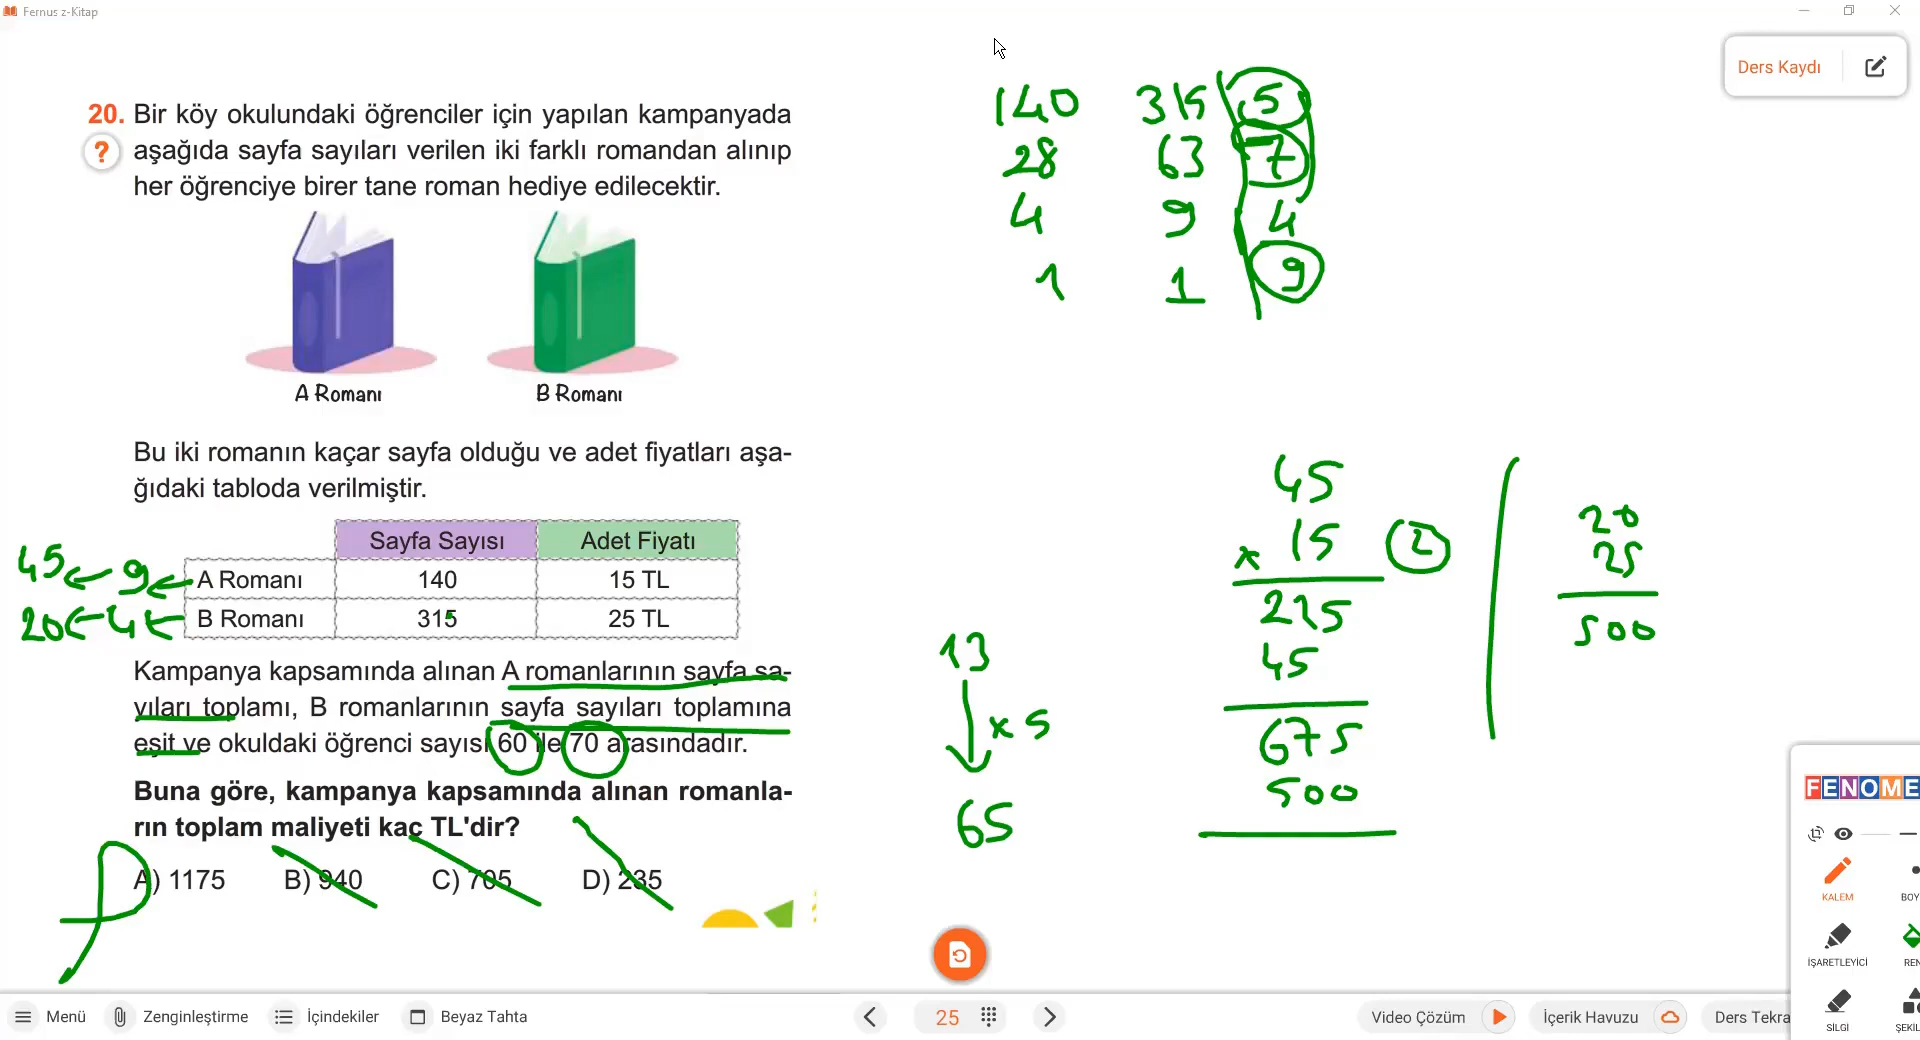 Fernus z-Kitap
Ders Kaydı
20. Bir köy okulundaki öğrenciler için yapılan kampanyada
? aşağıda sayfa sayıları verilen iki farklı romandan alınıp
her öğrenciye birer tane roman hediye edilecektir.
A Romanı B Romanı
Bu iki romanın kaçar sayfa olduğu ve adet fiyatları aşa-
ğıdaki tabloda verilmiştir.
Sayfa Sayısı Adet Fiyatı
45 9 A Romanı 140 15 TL
20 4 B Romanı 315 25 TL
Kampanya kapsamında alınan A romanlarının sayfa sa-
yıları toplamı, B romanlarının sayfa sayıları toplamına
eşit ve okuldaki öğrenci sayısı 60 ile 70 arasındadır.
Buna göre, kampanya kapsamında alınan romanla-
rın toplam maliyeti kaç TL'dir?
A) 1175 B) 940 C) 705 D) 235
140 315 5
28 63 7
4 9 4
1 1 9
13
x 5
65
45
x 15 2
225
45
675
500
20
25
500
FENOME
KALEM BOY
İŞARETLEYİCİ REN
SİLGİ ŞEKİL
Menü Zenginleştirme İçindekiler Beyaz Tahta 25 Video Çözüm İçerik Havuzu Ders Tekra